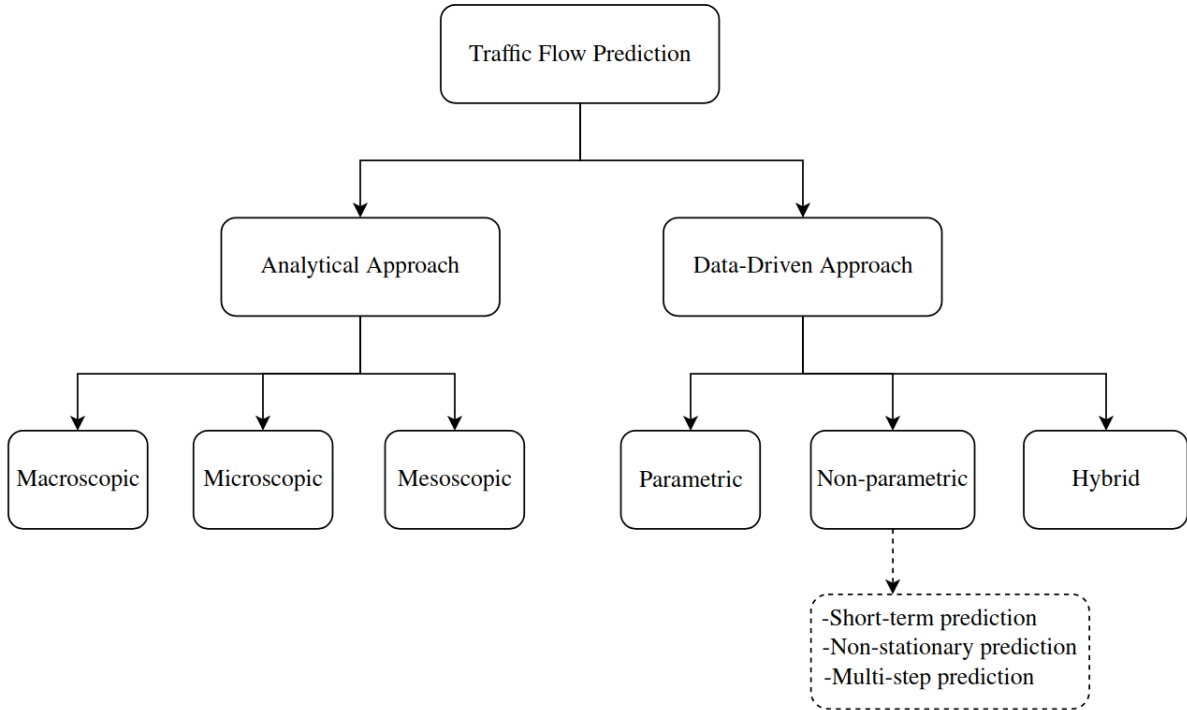 Traffic Flow Prediction
Analytical Approach
Data-Driven Approach
Macroscopic
Microscopic
Mesoscopic
Parametric
Non-parametric
Hybrid
-Short-term prediction
-Non-stationary prediction
-Multi-step prediction